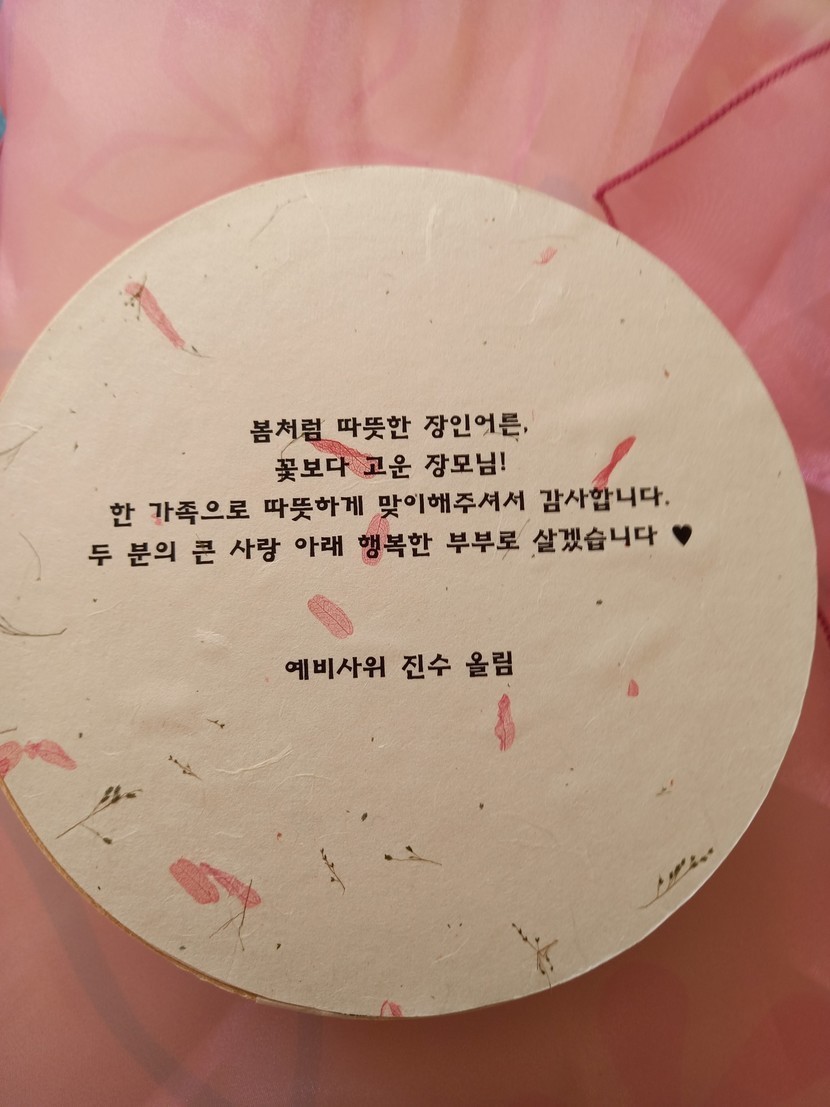 봄처럼 따뜻한 장인어른,
꽃보다 고운 장모님!
한 가족으로 따뜻하게 맞이해주셔서 감사합니다.
두 분의 큰 사랑 아래 행복한 부부로 살겠습니다 ♥
예비사위 진수 올림